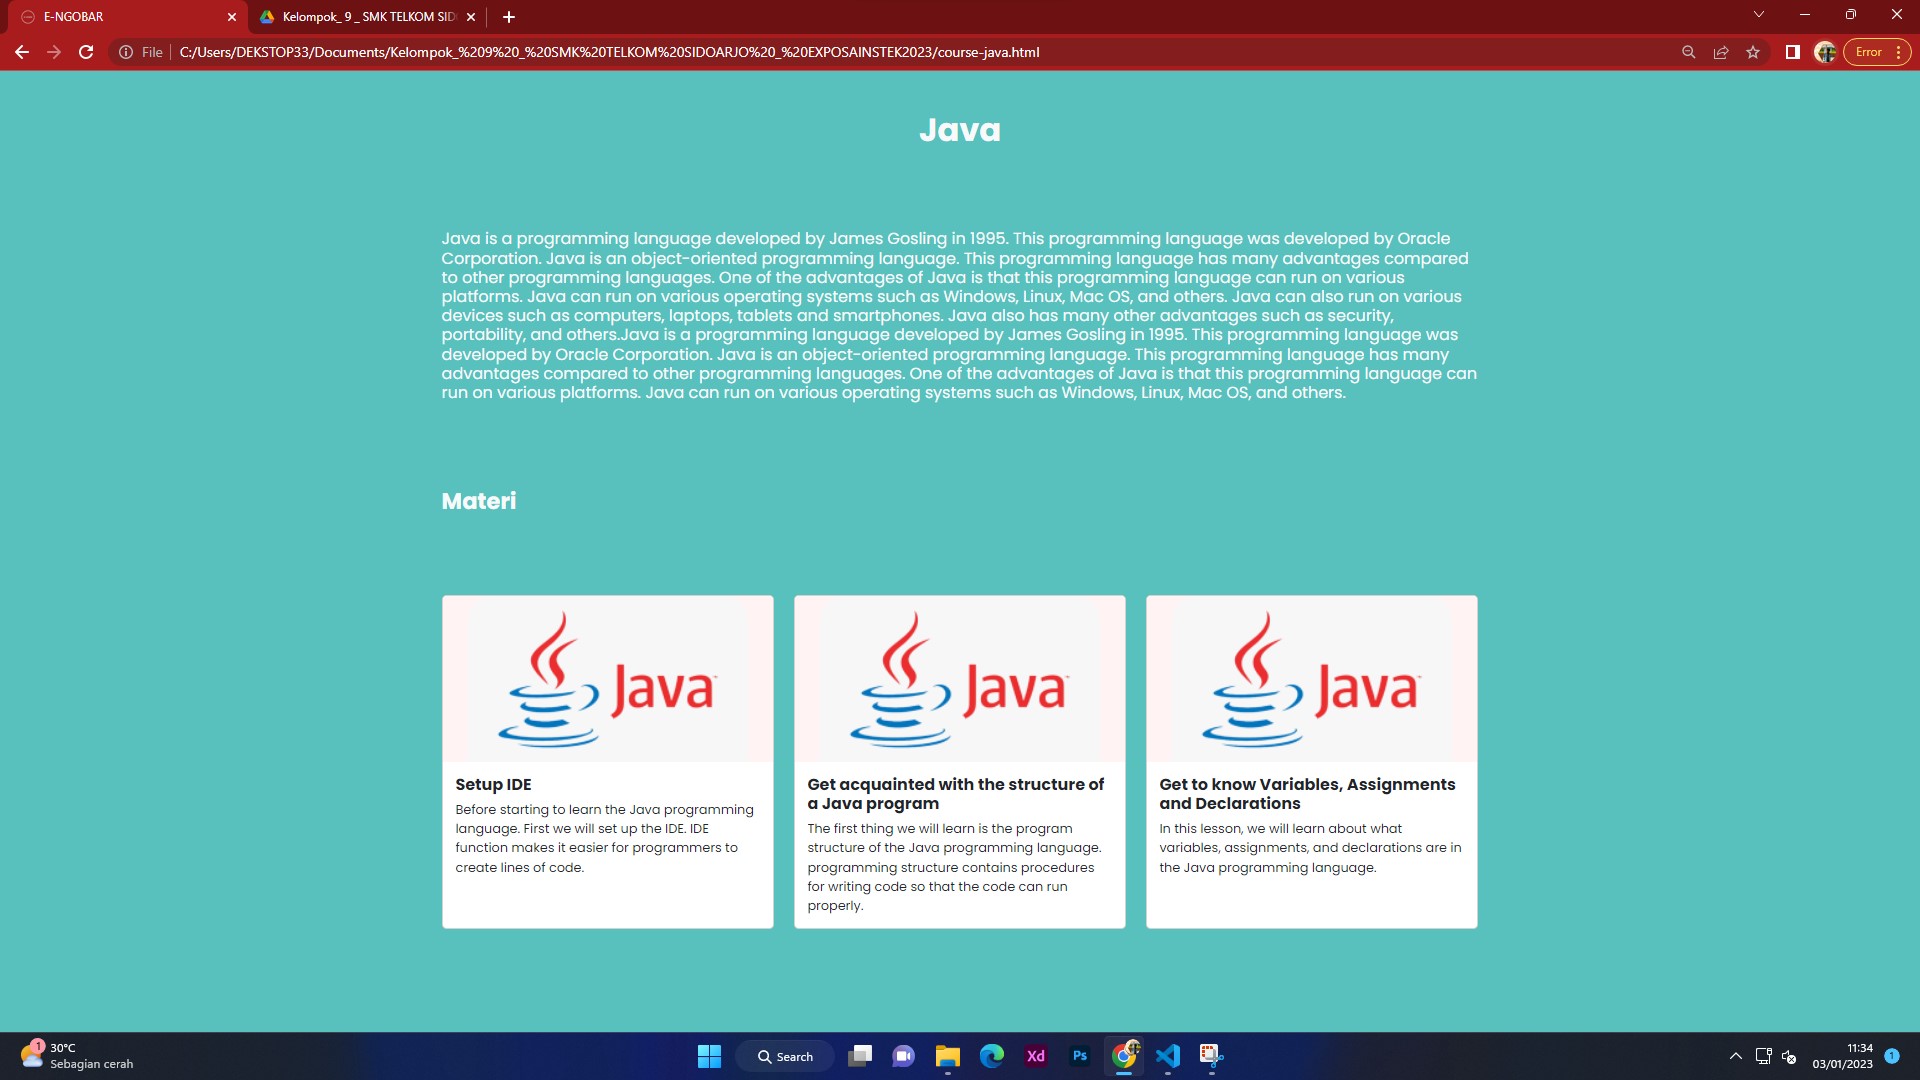 E-NGOBAR
Kelompok_ 9 _ SMK TELKOM SID
File
C:/Users/DEKSTOP33/Documents/Kelompok_%209%20_%20SMK%20TELKOM%20SIDOARJO%20_%20EXPOSAINSTEK2023/course-java.html
Error
Java
Java is a programming language developed by James Gosling in 1995. This programming language was developed by Oracle
Corporation. Java is an object-oriented programming language. This programming language has many advantages compared
to other programming languages. One of the advantages of Java is that this programming language can run on various
platforms. Java can run on various operating systems such as Windows, Linux, Mac OS, and others. Java can also run on various
devices such as computers, laptops, tablets and smartphones. Java also has many other advantages such as security,
portability, and others.Java is a programming language developed by James Gosling in 1995. This programming language was
developed by Oracle Corporation. Java is an object-oriented programming language. This programming language has many
advantages compared to other programming languages. One of the advantages of Java is that this programming language can
run on various platforms. Java can run on various operating systems such as Windows, Linux, Mac OS, and others.
Materi
Java™
Setup IDE
Before starting to learn the Java programming
language. First we will set up the IDE. IDE
function makes it easier for programmers to
create lines of code.
Java™
Get acquainted with the structure of
a Java program
The first thing we will learn is the program
structure of the Java programming language.
programming structure contains procedures
for writing code so that the code can run
properly.
Java™
Get to know Variables, Assignments
and Declarations
In this lesson, we will learn about what
variables, assignments, and declarations are in
the Java programming language.
1
30°C
Sebagian cerah
Search
Xd
Ps
11:34
03/01/2023
1